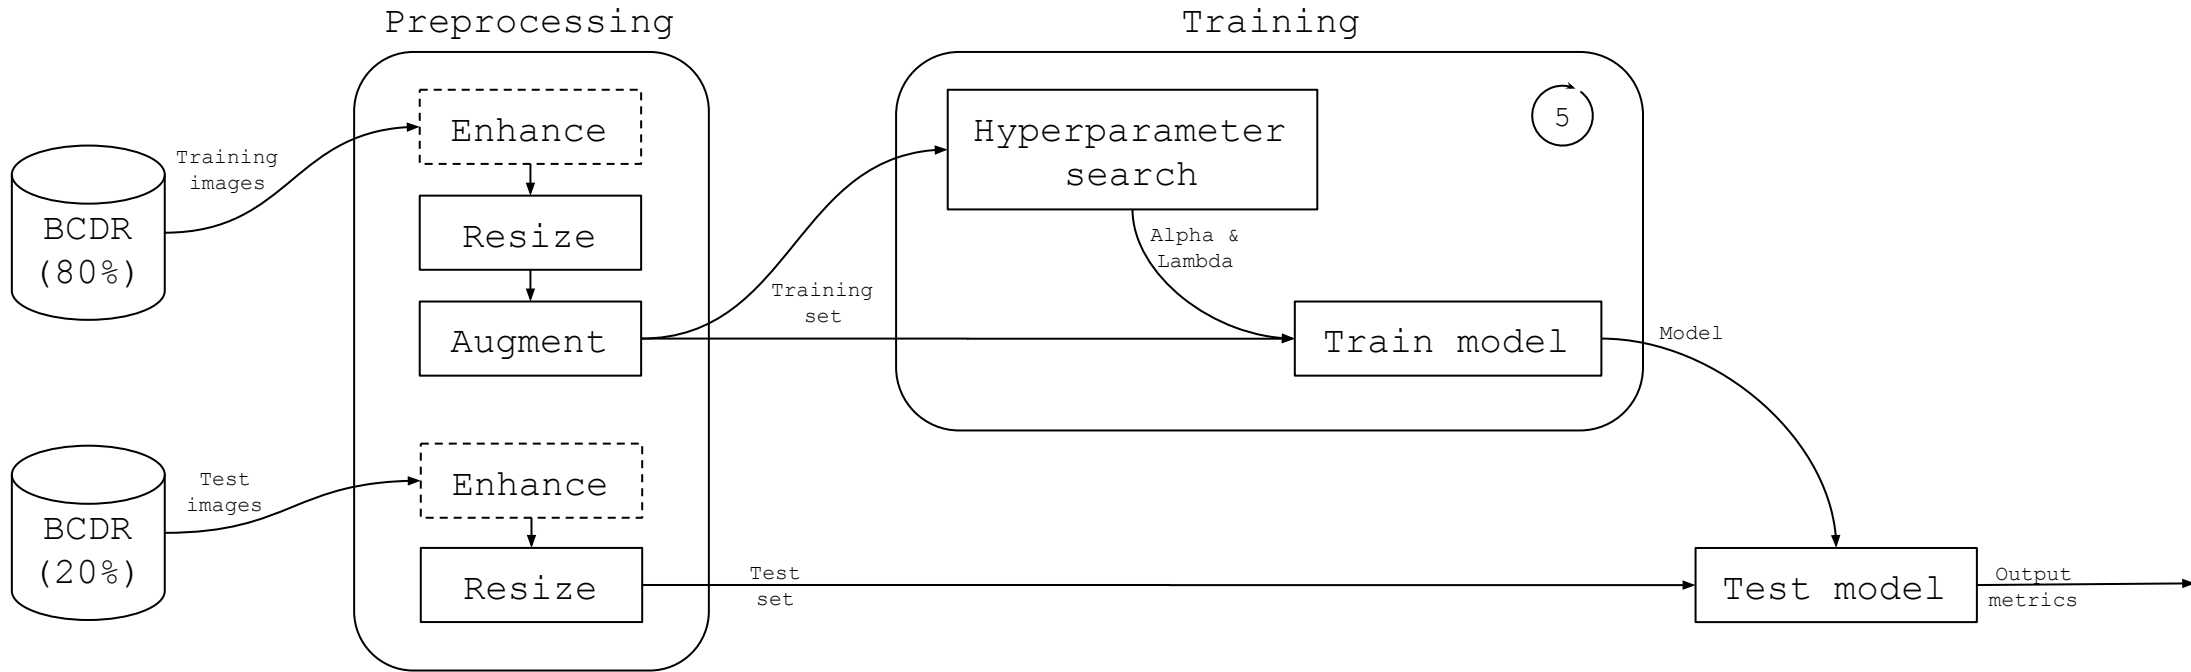 Preprocessing
Training
Enhance
5
Hyperparameter
search
Training
images
BCDR
(80%)
Resize
Alpha &
Lambda
Training
set
Augment
Train model
Model
Enhance
Test
images
BCDR
(20%)
Resize
Test
set
Test model
Output
metrics